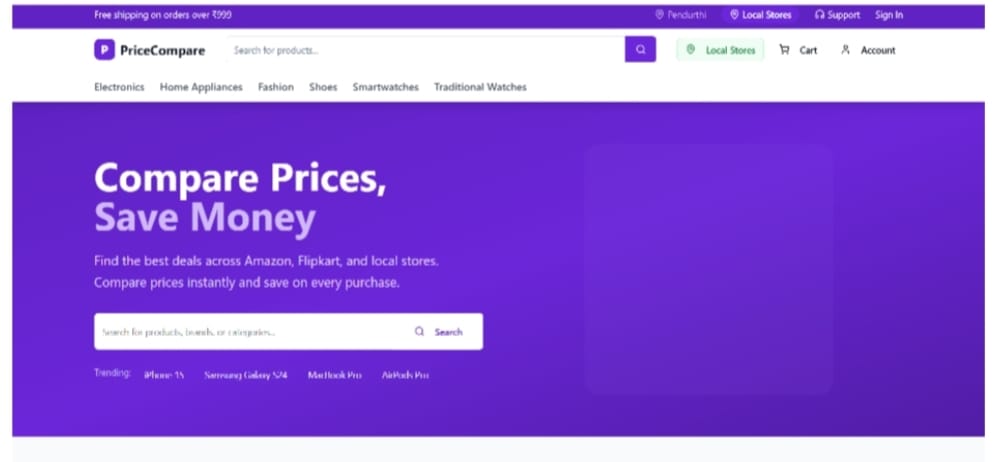 Free shipping on orders over ₹999
Pendurthi
Local Stores
Support
Sign In
P PriceCompare
Search for products...
Local Stores
Cart
Account
Electronics Home Appliances Fashion Shoes Smartwatches Traditional Watches
Compare Prices,
Save Money
Find the best deals across Amazon, Flipkart, and local stores.
Compare prices instantly and save on every purchase.
Search for products, brands, or categories...
Search
Trending: iPhone 15 Samsung Galaxy S24 MacBook Pro AirPods Pro